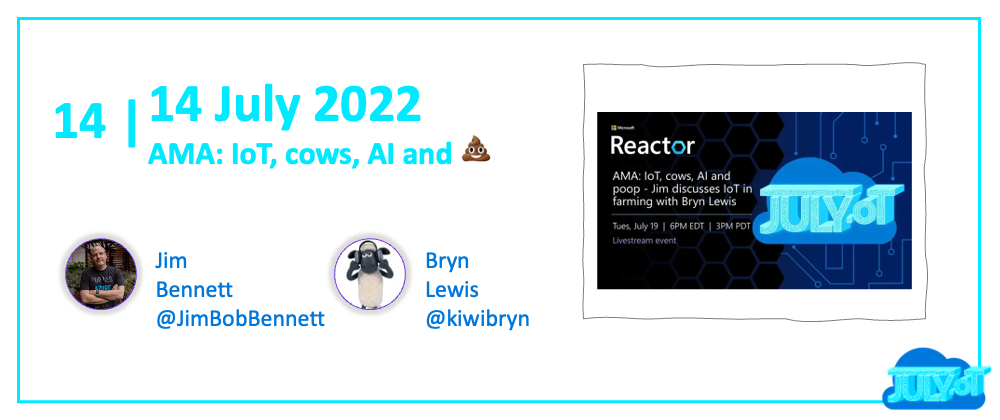 14 |
14 July 2022
AMA: IoT, cows, AI and 💩
Jim
Bennett
@JimBobBennett
Bryn
Lewis
@kiwibryn
Microsoft
Reactor
AMA: IoT, cows, AI and
poop - Jim discusses IoT in
farming with Bryn Lewis
Tues, July 19 | 6PM EDT | 3PM PDT
Livestream event
JULYoT
JULYoT